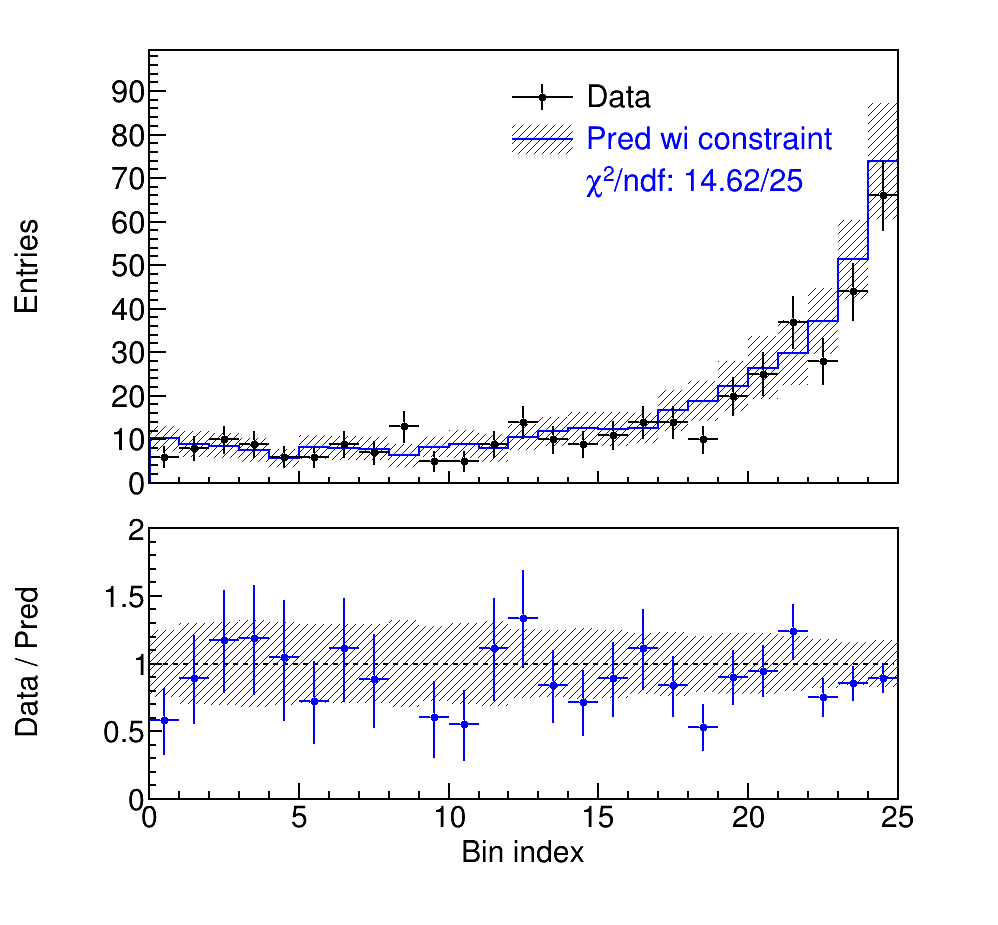 Entries
90
80
70
60
50
40
30
20
10
0
Data
Pred wi constraint
χ²/ndf: 14.62/25
Data / Pred
2
1.5
1
0.5
0
0 5 10 15 20 25
Bin index